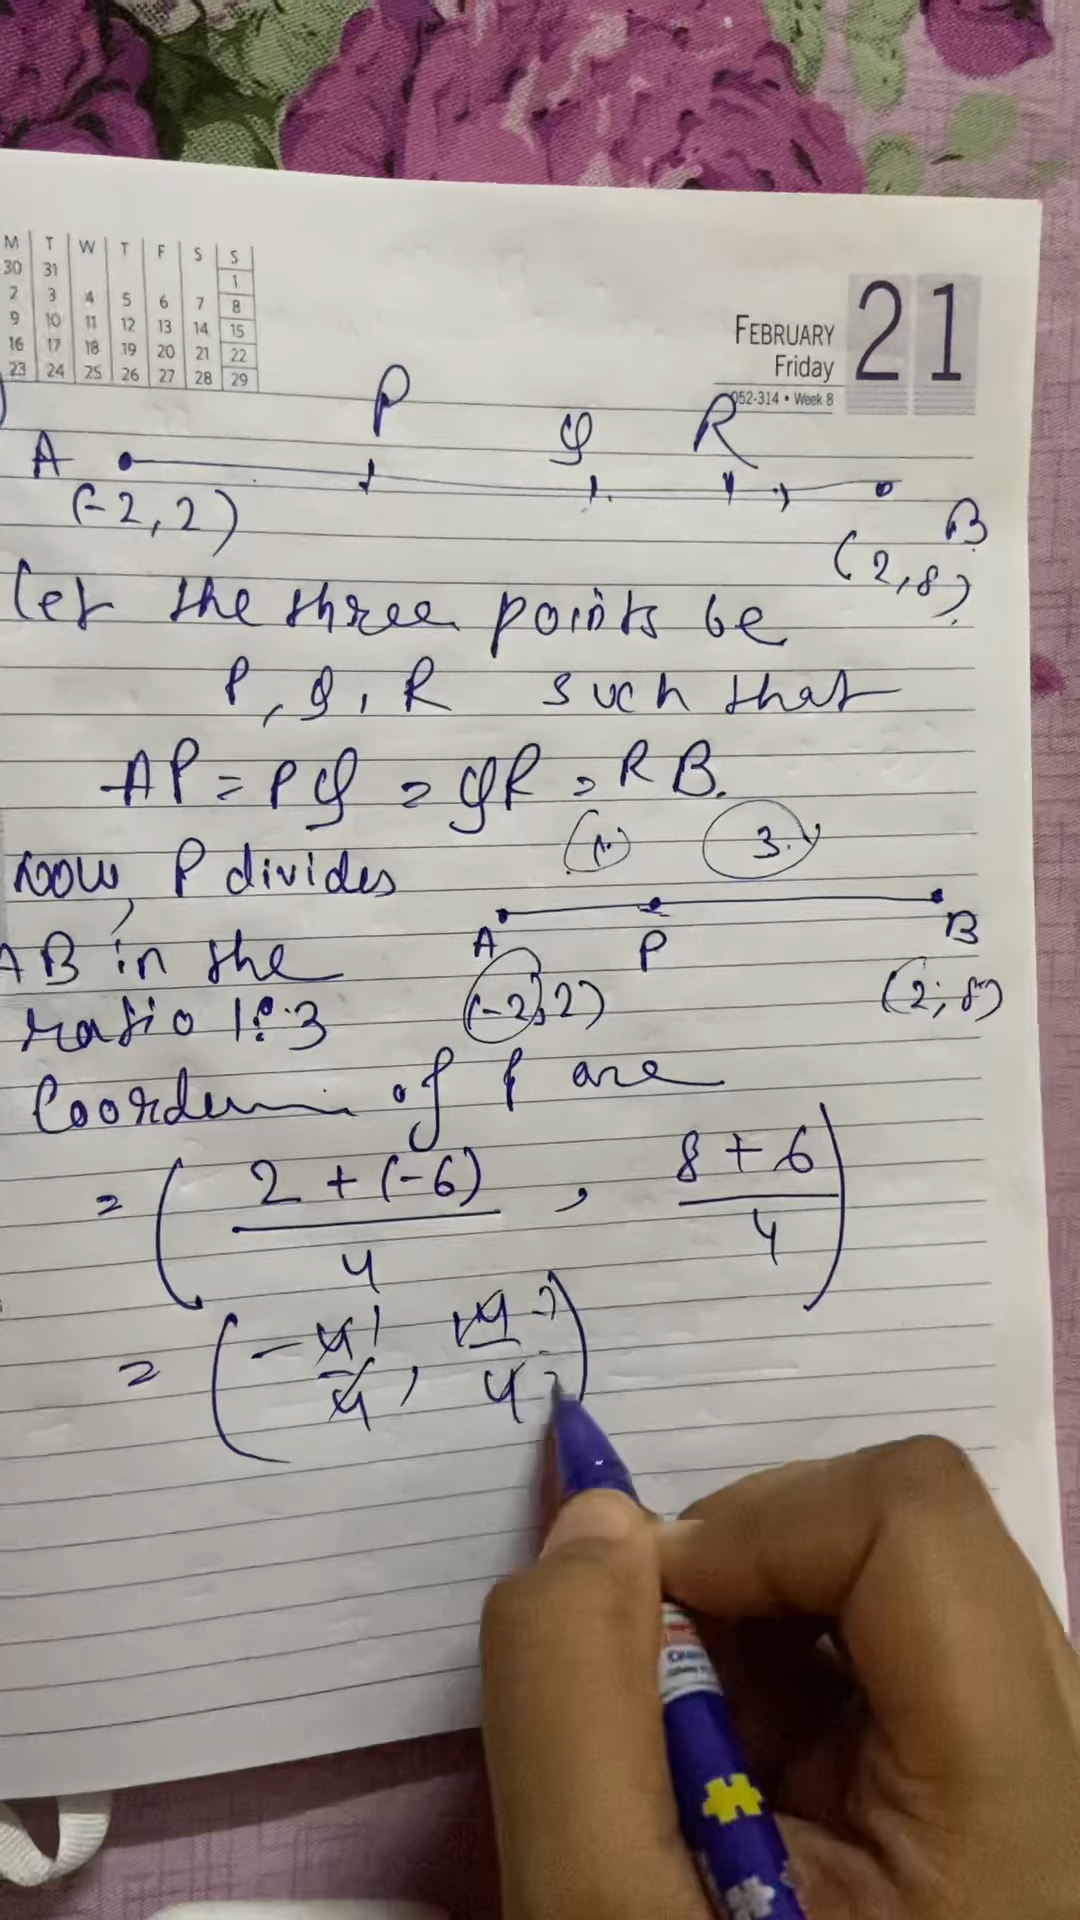 M T W T F S S
30 31 1
2 3 4 5 6 7 8
9 10 11 12 13 14 15
16 17 18 19 20 21 22
23 24 25 26 27 28 29
FEBRUARY 21
Friday
052-314 • Week 8
P Q R
A
(-2, 2)
B
(2, 8)
Let the three points be
P, Q, R such that
AP = PQ = QR = RB.
1 3
Now, P divides
A P B
AB in the
(-2, 2) (2, 8)
ratio 1:3
of P are
= ( 2 + (-6) / 4 , 8 + 6 / 4 )
= ( -4 1 / 4 , 14 7 / 4 2 )